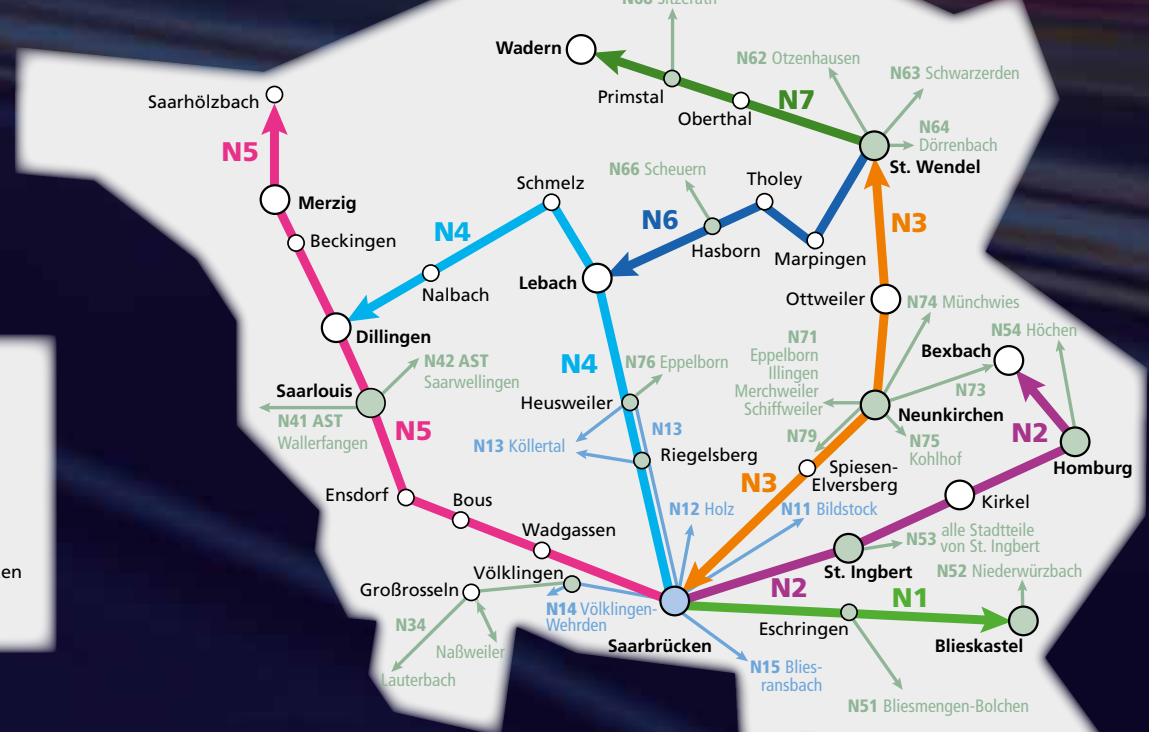 N68 Sitzerath
Wadern
N62 Otzenhausen
N63 Schwarzerden
Saarhölzbach
Primstal
N7
Oberthal
N64
Dörrenbach
N5
St. Wendel
N66 Scheuern
Schmelz
Tholey
Merzig
N4
N6
N3
Beckingen
Hasborn
Marpingen
Lebach
Nalbach
Ottweiler
N74 Münchwies
Dillingen
N71
Eppelborn
Illingen
Merchweiler
Schiffweiler
N54 Höchen
Bexbach
N42 AST
Saarwellingen
N4
N76 Eppelborn
Saarlouis
N73
Heusweiler
Neunkirchen
N41 AST
Wallerfangen
N5
N13
N2
N13 Köllertal
N79
N75
Kohlhof
Riegelsberg
Homburg
Spiesen-
Elversberg
N3
Ensdorf
Bous
Kirkel
N12 Holz
N11 Bildstock
Wadgassen
N53 alle Stadtteile
von St. Ingbert
en
Völklingen
St. Ingbert
N52 Niederwürzbach
Großrosseln
N2
N1
N14 Völklingen-
Wehrden
N34
Eschringen
Saarbrücken
Blieskastel
Naßweiler
N15 Blies-
ransbach
Lauterbach
N51 Bliesmengen-Bolchen